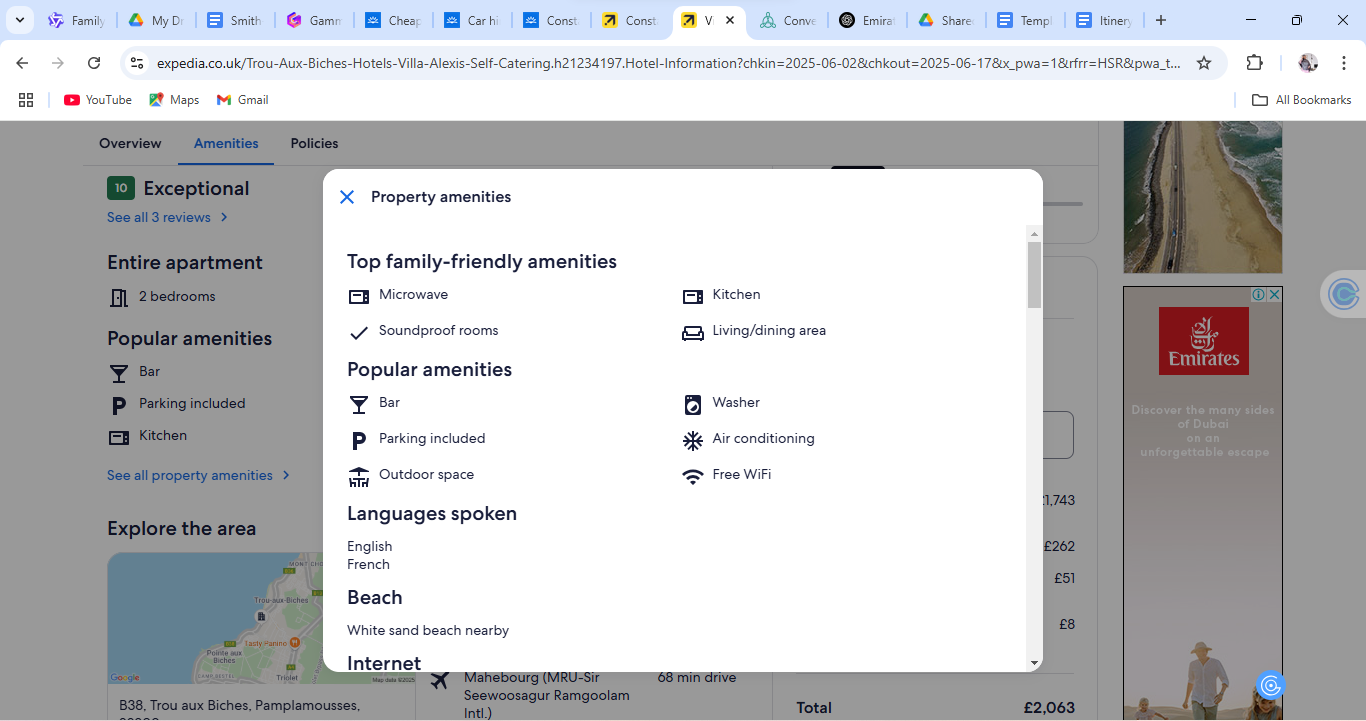 Family
My Dr
Smith
Gamm
Cheap
Car hi
Const
Const
Vi
Conve
Emirat
Share
Templ
Itinery
expedia.co.uk/Trou-Aux-Biches-Hotels-Villa-Alexis-Self-Catering.h21234197.Hotel-Information?chkin=2025-06-02&chkout=2025-06-17&x_pwa=1&rfrr=HSR&pwa_t...
YouTube
Maps
Gmail
All Bookmarks
Overview
Amenities
Policies
10 Exceptional
See all 3 reviews
Entire apartment
2 bedrooms
Popular amenities
Bar
Parking included
Kitchen
See all property amenities
Explore the area
Trou-aux-Biches
Tasty Panino
Pointe aux
Biches
Triolet
Google
Map data ©2025
B38, Trou aux Biches, Pamplemousses,
Property amenities
Top family-friendly amenities
Microwave
Kitchen
Soundproof rooms
Living/dining area
Popular amenities
Bar
Washer
Parking included
Air conditioning
Outdoor space
Free WiFi
Languages spoken
English
French
Beach
White sand beach nearby
Internet
Mahebourg (MRU-Sir
Seewoosagur Ramgoolam
Intl.)
68 min drive
1,743
£262
£51
£8
Total
£2,063
Emirates
Discover the many sides
of Dubai
on an
unforgettable escape